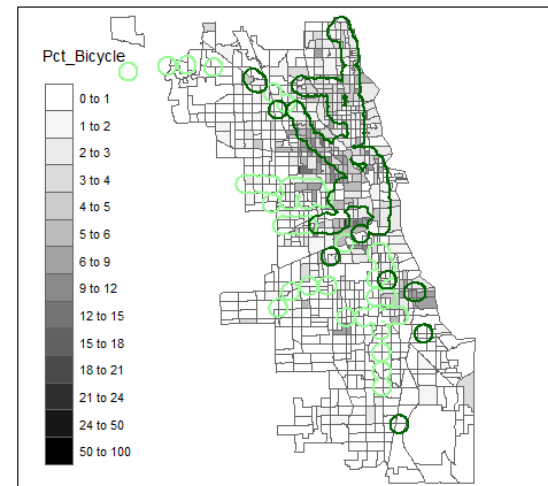 Pct_Bicycle
0 to 1
1 to 2
2 to 3
3 to 4
4 to 5
5 to 6
6 to 9
9 to 12
12 to 15
15 to 18
18 to 21
21 to 24
24 to 50
50 to 100